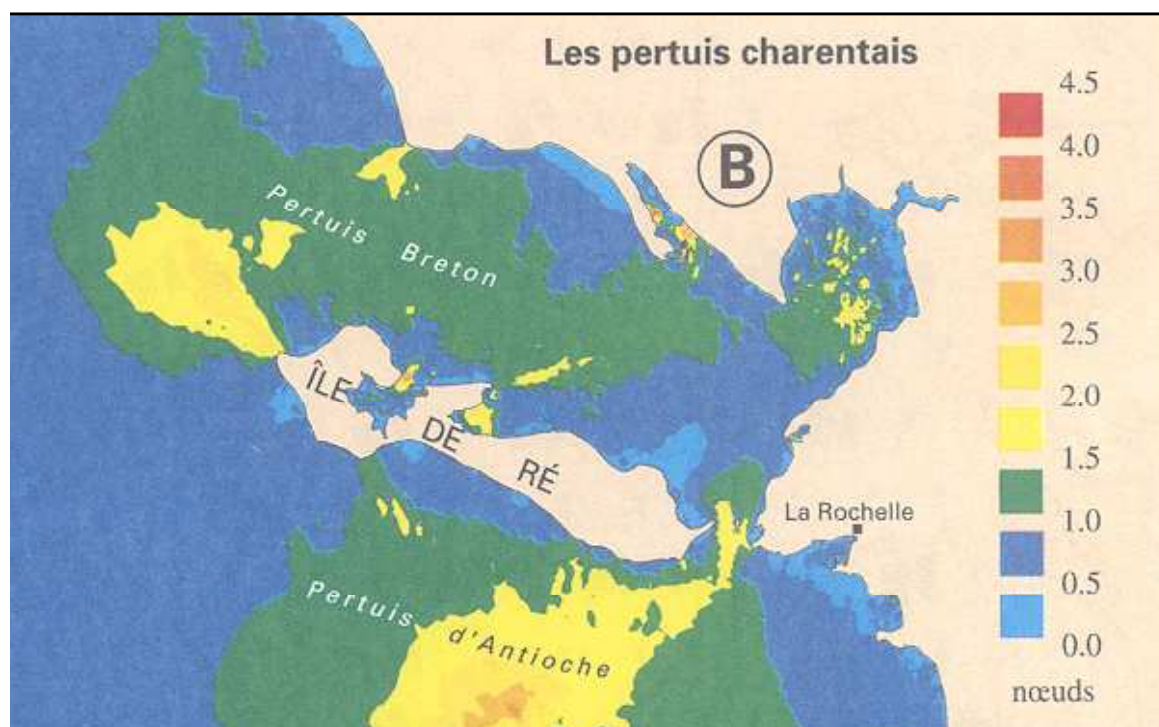 Les pertuis charentais
B
4.5
4.0
3.5
3.0
2.5
2.0
1.5
1.0
0.5
0.0
nœuds
Pertuis Breton
ÎLE DE RÉ
La Rochelle
Pertuis d'Antioche